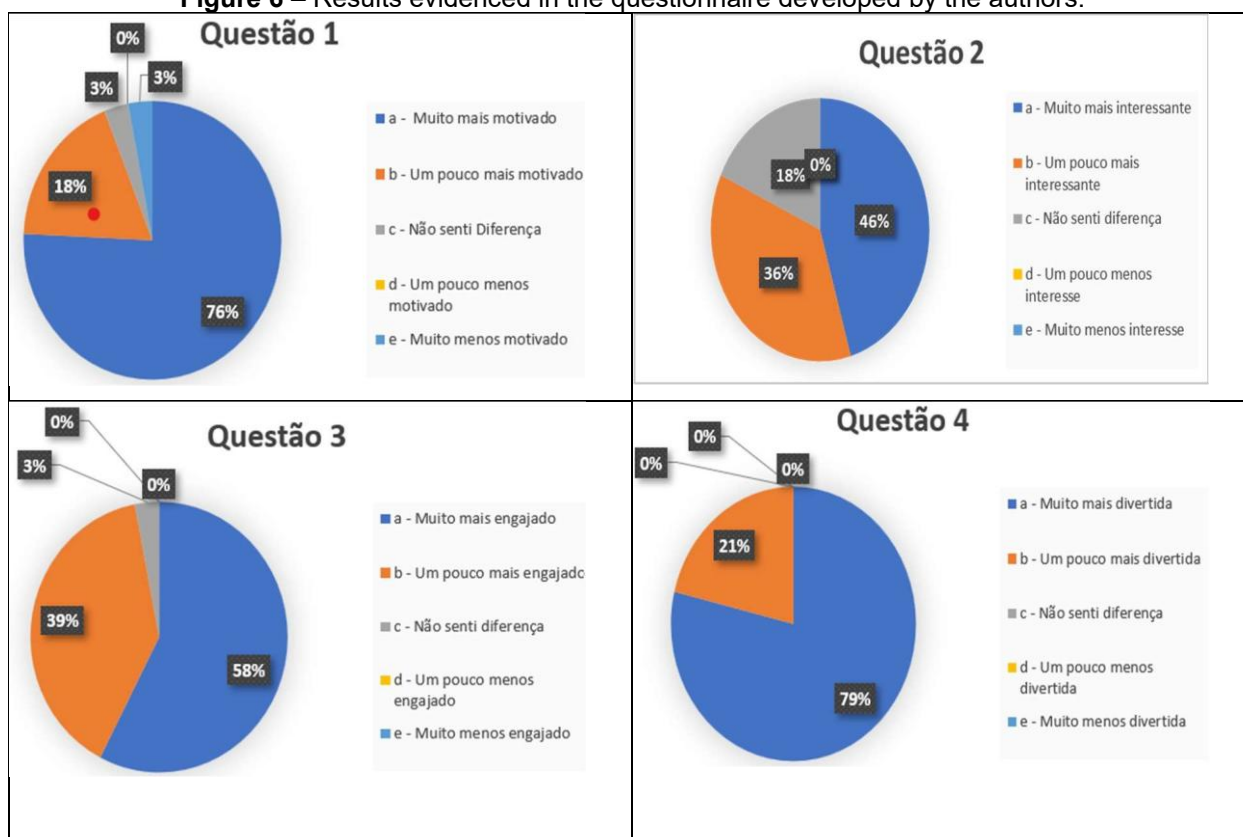 Figure 6 – Results evidenced in the questionnaire developed by the authors.
Questão 1
0%
3%
3%
18%
76%
a - Muito mais motivado
b - Um pouco mais motivado
c - Não senti Diferença
d - Um pouco menos
motivado
e - Muito menos motivado
Questão 2
18%
0%
46%
36%
a - Muito mais interessante
b - Um pouco mais
interessante
c - Não senti diferença
d - Um pouco menos
interesse
e - Muito menos interesse
Questão 3
0%
3%
0%
39%
58%
a - Muito mais engajado
b - Um pouco mais engajado
c - Não senti diferença
d - Um pouco menos
engajado
e - Muito menos engajado
Questão 4
0%
0%
0%
21%
79%
a - Muito mais divertida
b - Um pouco mais divertida
c - Não senti diferença
d - Um pouco menos
divertida
e - Muito menos divertida